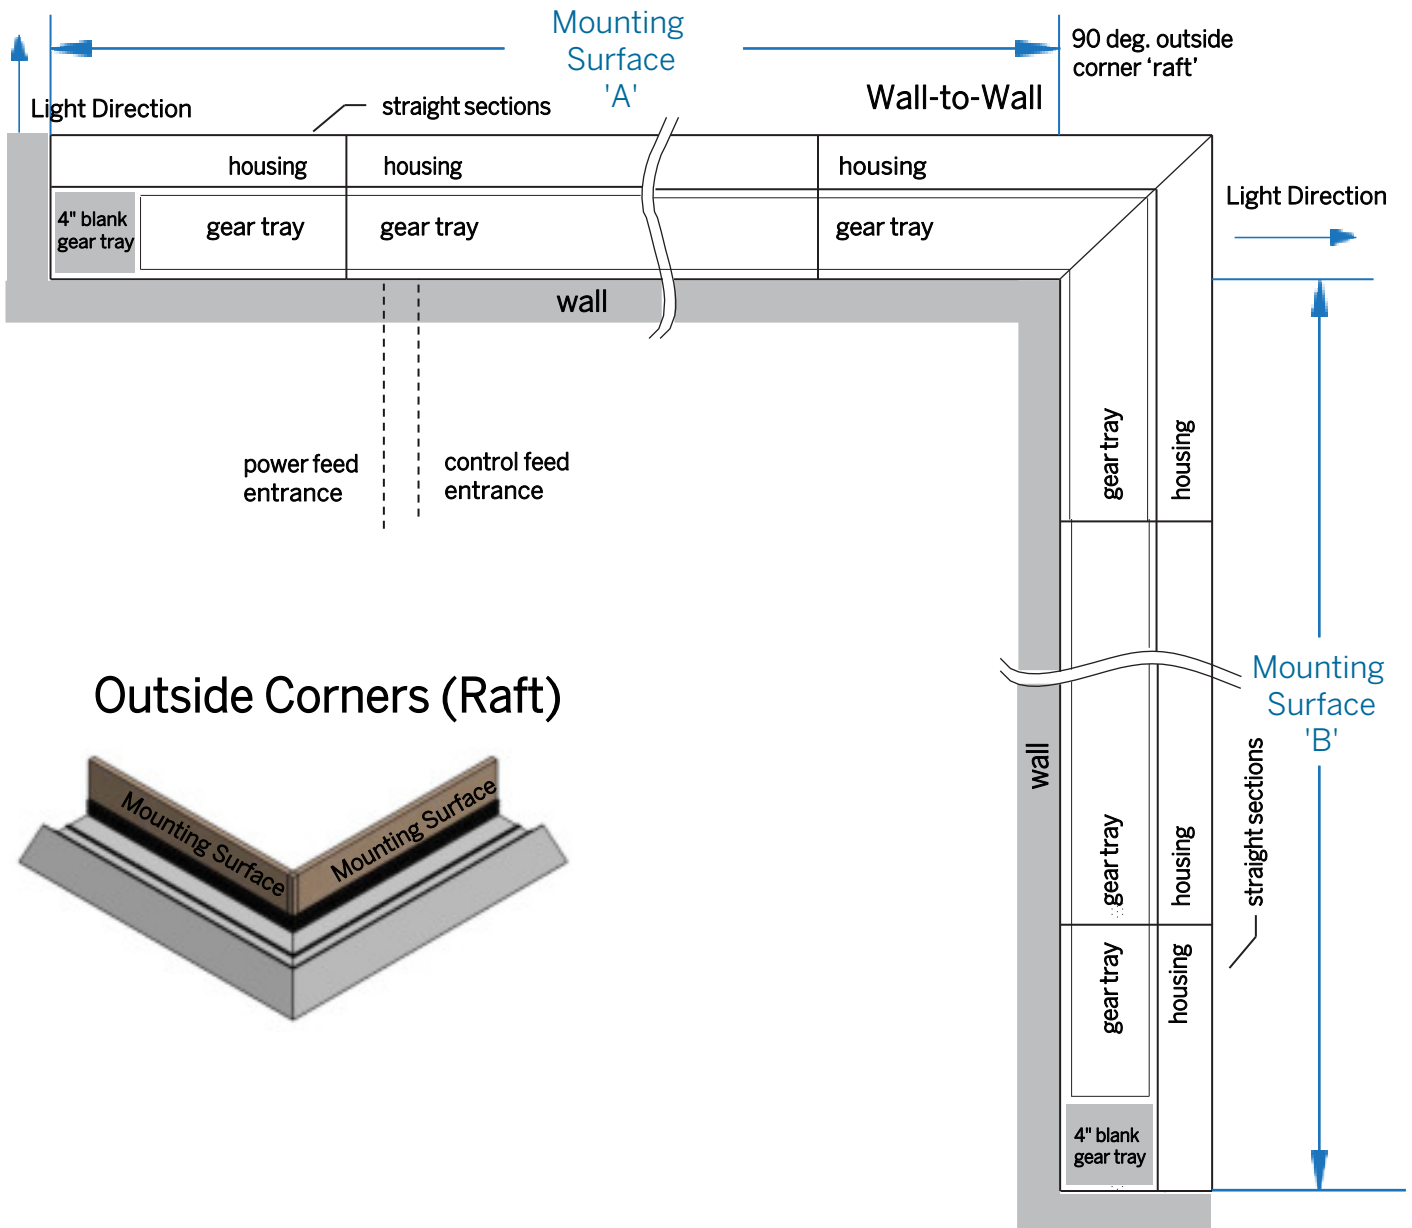 Mounting
Surface
'A'
90 deg. outside
corner ‘raft’
Wall-to-Wall
Light Direction
straight sections
housing
housing
housing
Light Direction
4" blank
gear tray
gear tray
gear tray
gear tray
wall
power feed
entrance
control feed
entrance
gear tray
housing
Outside Corners (Raft)
Mounting Surface
Mounting Surface
Mounting
Surface
'B'
wall
straight sections
gear tray
housing
gear tray
housing
4" blank
gear tray